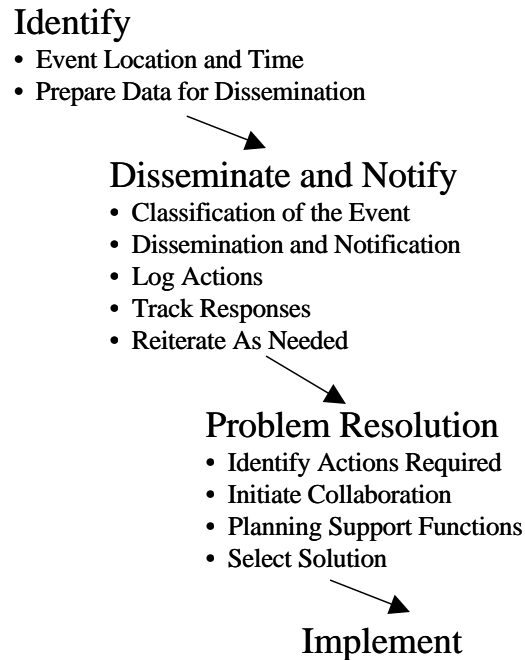 Identify
• Event Location and Time
• Prepare Data for Dissemination
Disseminate and Notify
• Classification of the Event
• Dissemination and Notification
• Log Actions
• Track Responses
• Reiterate As Needed
Problem Resolution
• Identify Actions Required
• Initiate Collaboration
• Planning Support Functions
• Select Solution
Implement